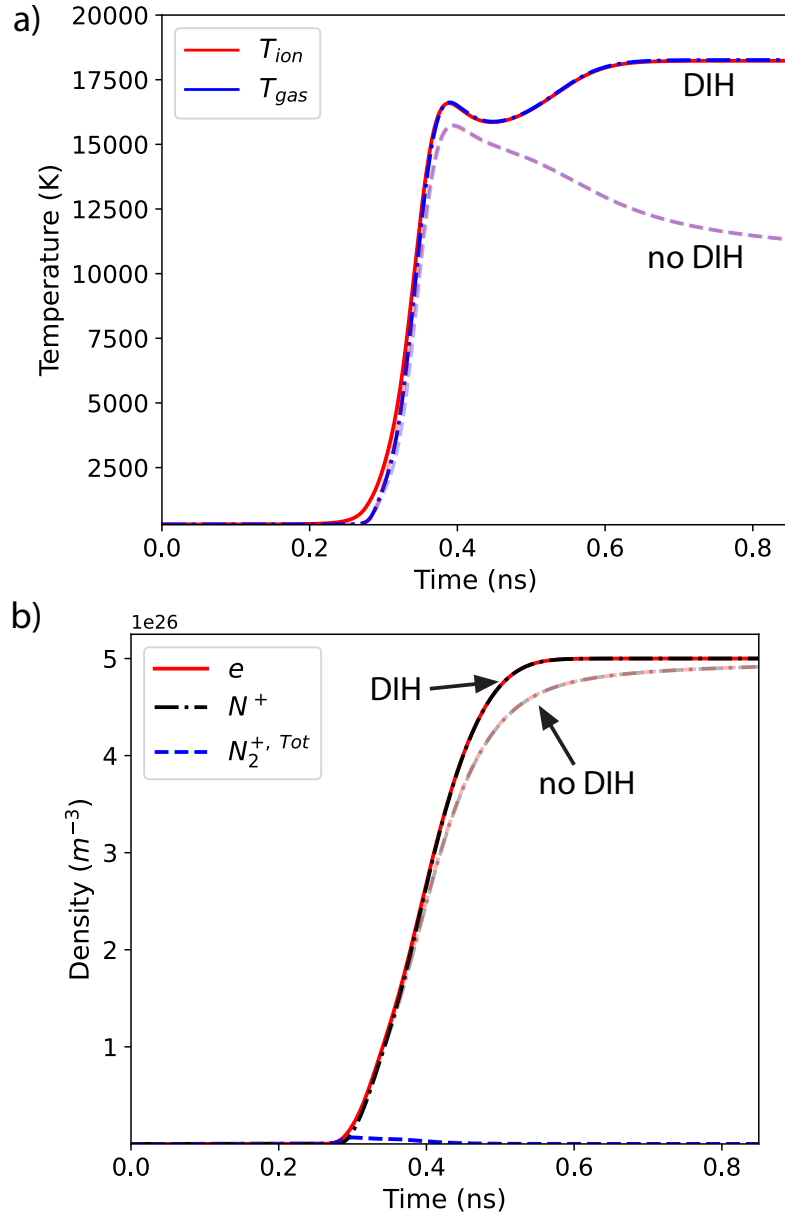 a)
20000
17500
15000
12500
10000
7500
5000
2500
Temperature (K)
T_ion
T_gas
DIH
no DIH
0.0 0.2 0.4 0.6 0.8
Time (ns)
b)
1e26
5
4
3
2
1
Density (m⁻³)
e
N⁺
N₂⁺, ᵀᵒᵗ
DIH
no DIH
0.0 0.2 0.4 0.6 0.8
Time (ns)